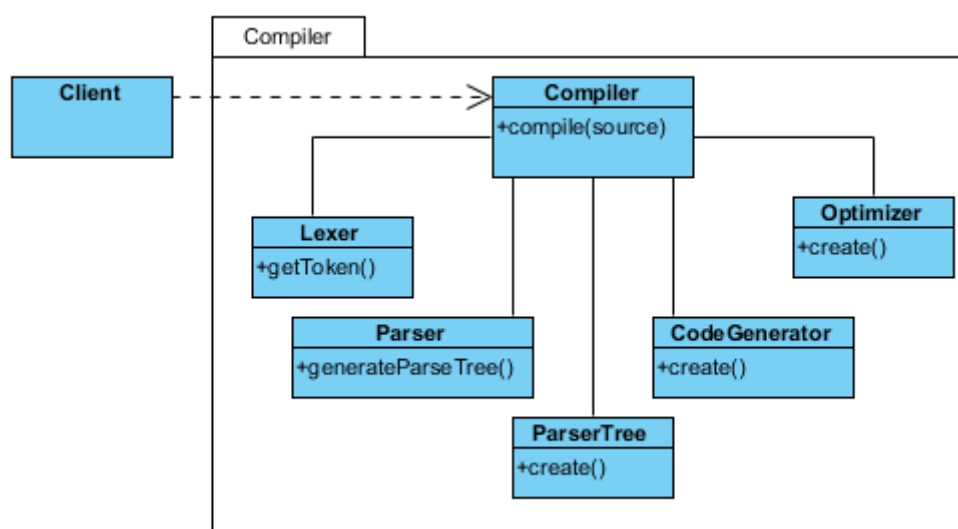 Compiler
Client
Compiler
+compile(source)
Lexer
+getToken()
Optimizer
+create()
Parser
+generateParseTree()
CodeGenerator
+create()
ParserTree
+create()